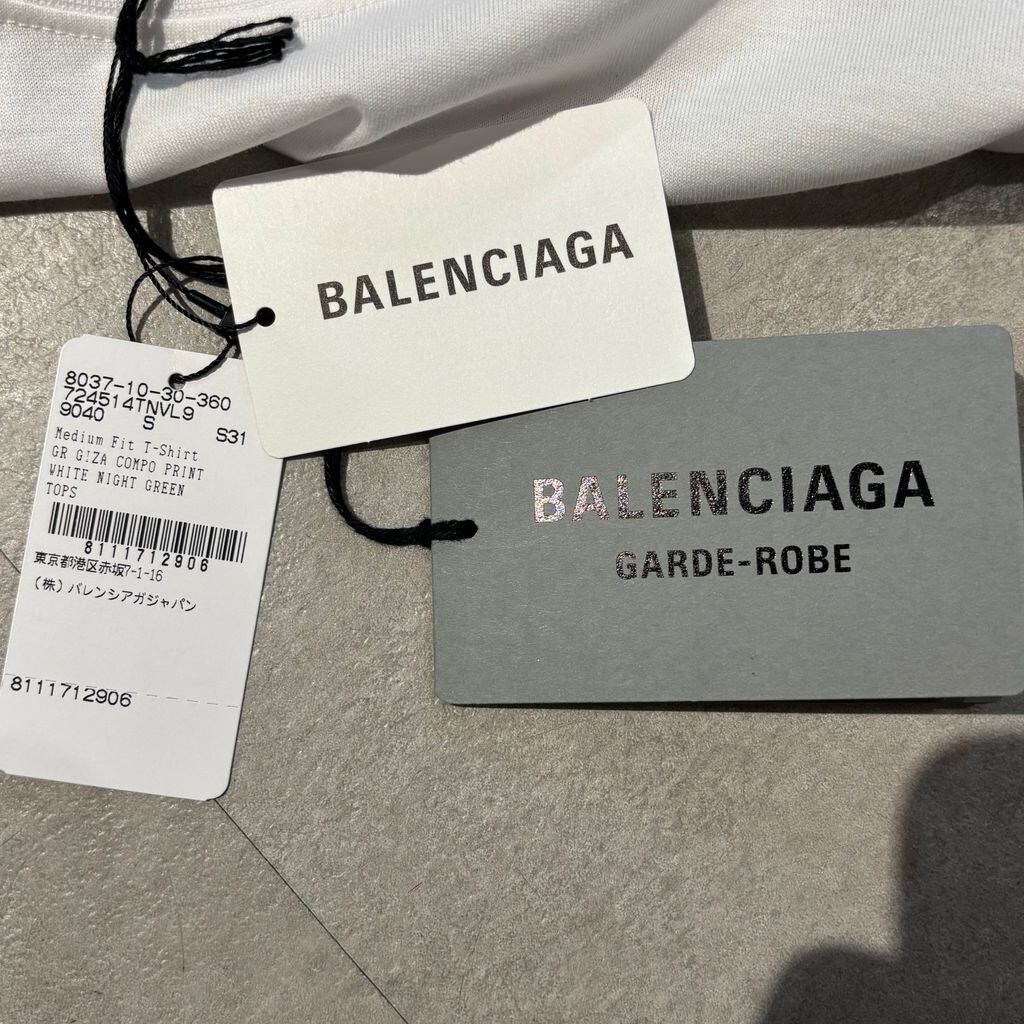 BALENCIAGA
8037-10-30-360
724514TNVL9
9040 S S31
Medium Fit T-Shirt
GR GIZA COMPO PRINT
WHITE NIGHT GREEN
TOPS
8111712906
東京都港区赤坂7-1-16
(株)バレンシアガジャパン
8111712906
BALENCIAGA
GARDE-ROBE